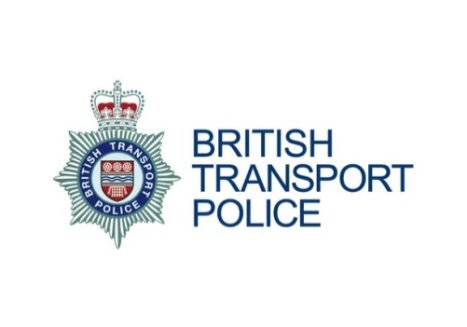 BRITISH TRANSPORT
POLICE
BRITISH
TRANSPORT
POLICE